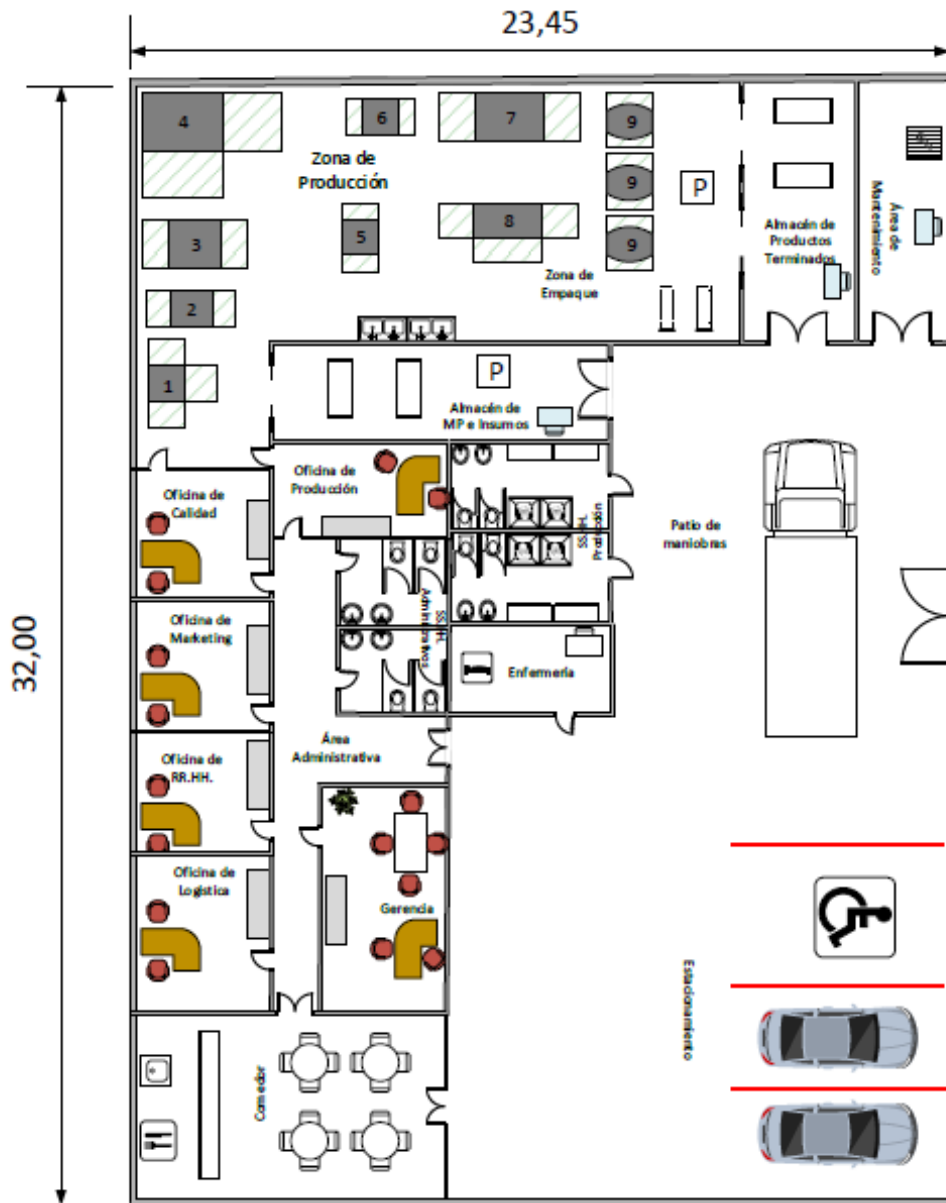 23,45
32,00
4
6
7
9
Zona de
Producción
9
P
3
5
8
9
Almacén de
Productos
Terminados
Área de
Mantenimiento
Zona de
Empaque
2
1
P
Almacén de
MP e Insumos
Oficina de
Producción
Oficina de
Calidad
SS.HH.
Producción
Patio de
maniobras
SS.HH.
Administrativos
Oficina de
Marketing
Enfermería
Oficina de
RR.HH.
Área
Administrativa
Oficina de
Logística
Gerencia
Estacionamiento
Comedor